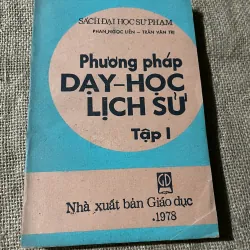 SÁCH ĐẠI HỌC SƯ PHẠM
PHAN NGỌC LIÊN – TRẦN VĂN TRỊ
Phương pháp
DẠY–HỌC
LỊCH SỬ
Tập I
Nhà xuất bản Giáo dục
.1978